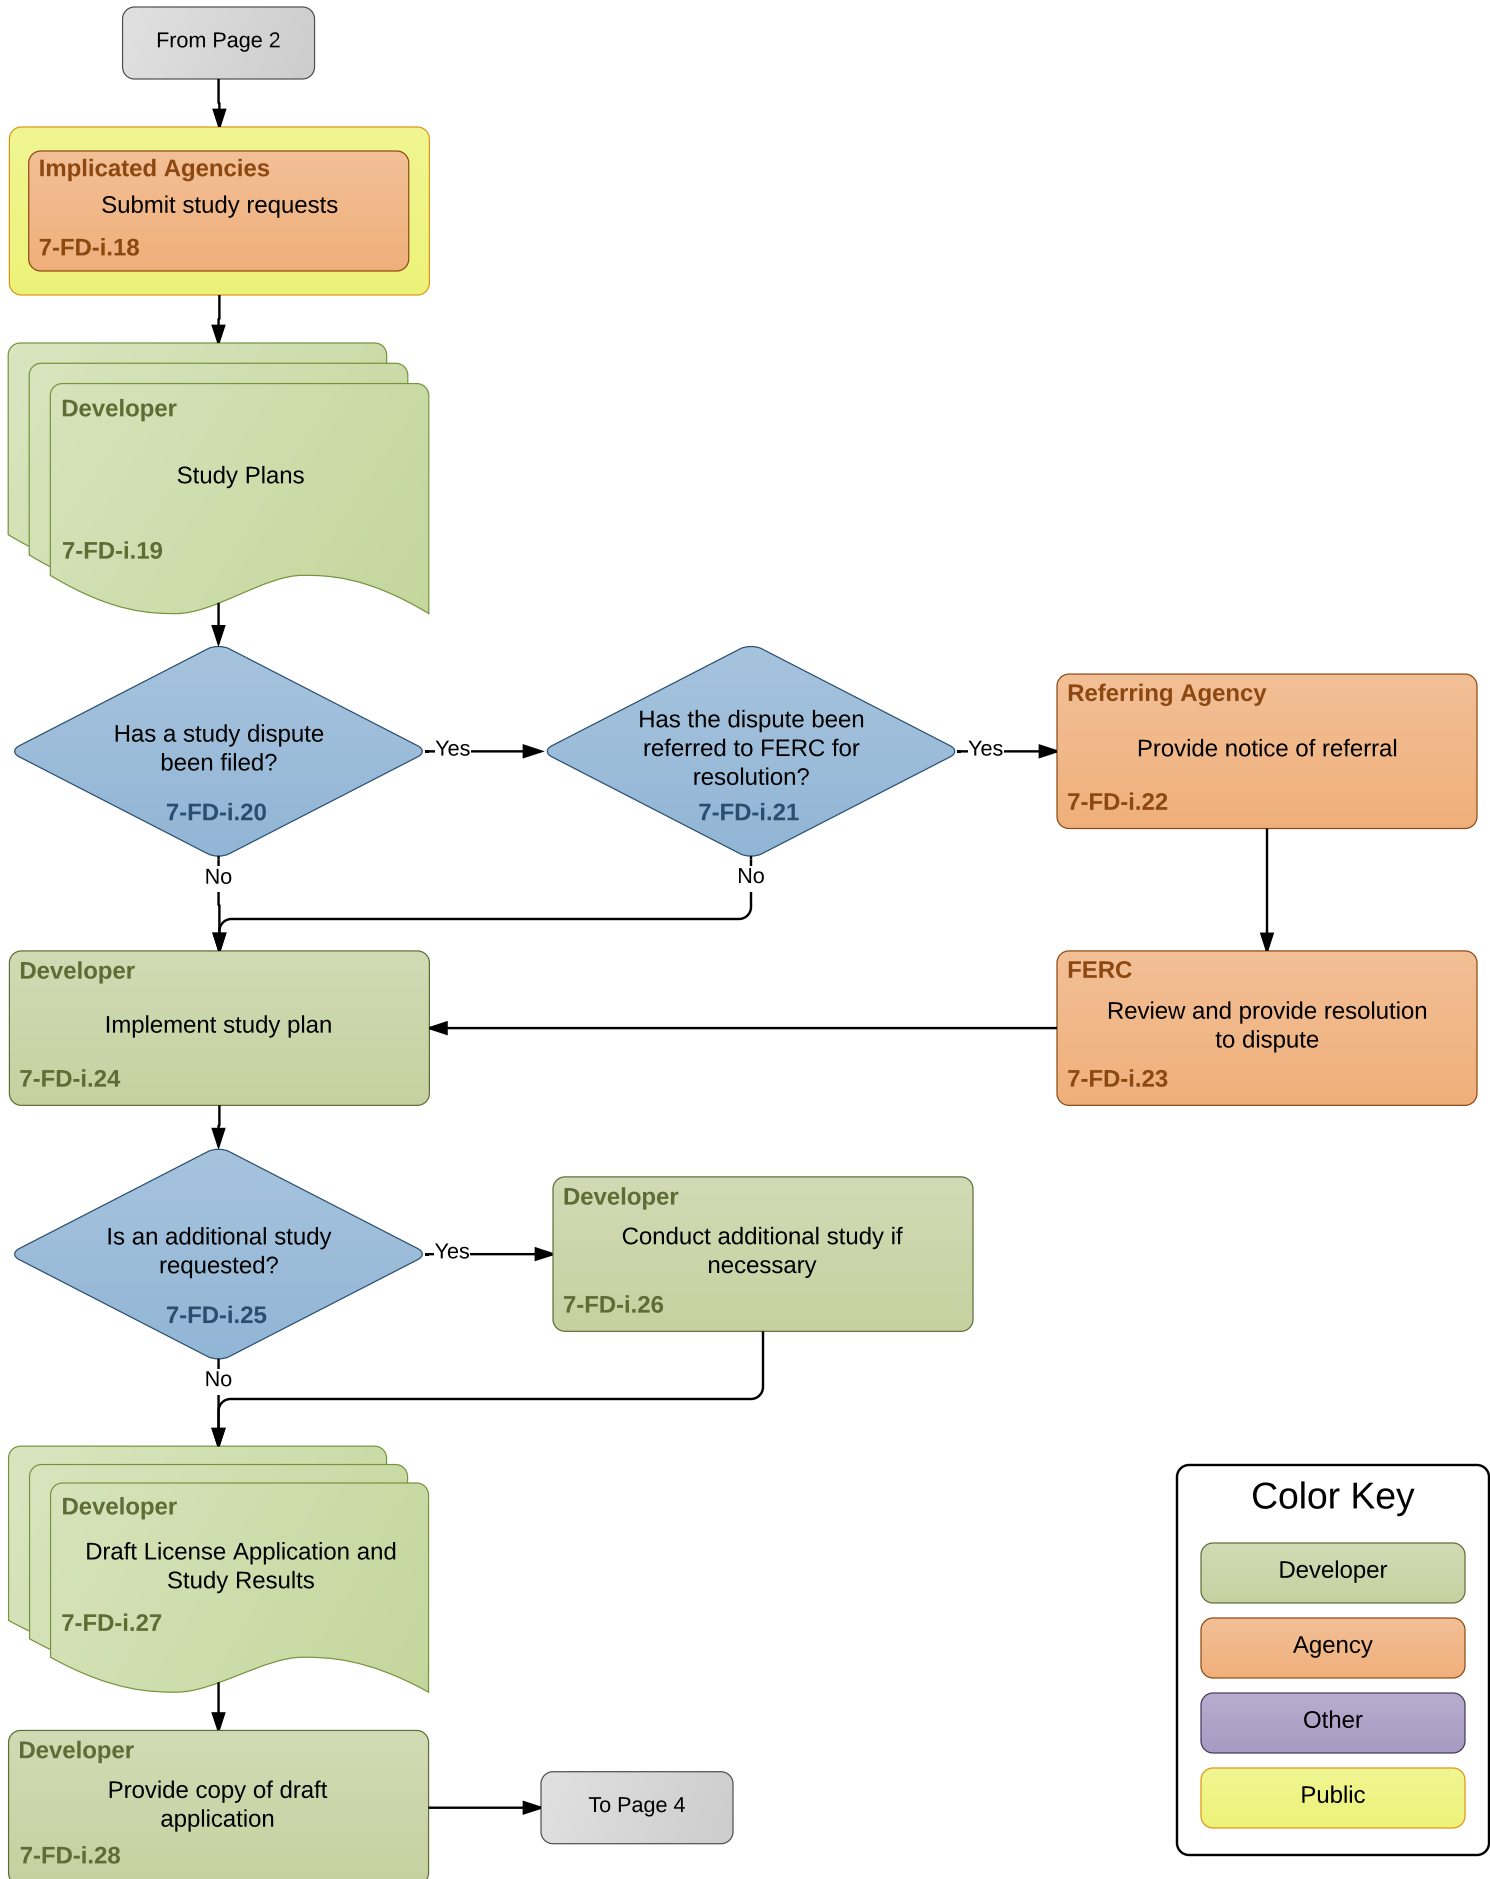 From Page 2
Implicated Agencies
Submit study requests
7-FD-i.18
Developer
Study Plans
7-FD-i.19
Has a study dispute
been filed?
7-FD-i.20
Yes
No
Has the dispute been
referred to FERC for
resolution?
7-FD-i.21
Yes
No
Referring Agency
Provide notice of referral
7-FD-i.22
FERC
Review and provide resolution
to dispute
7-FD-i.23
Developer
Implement study plan
7-FD-i.24
Is an additional study
requested?
7-FD-i.25
Yes
No
Developer
Conduct additional study if
necessary
7-FD-i.26
Developer
Draft License Application and
Study Results
7-FD-i.27
Developer
Provide copy of draft
application
7-FD-i.28
To Page 4
Color Key
Developer
Agency
Other
Public